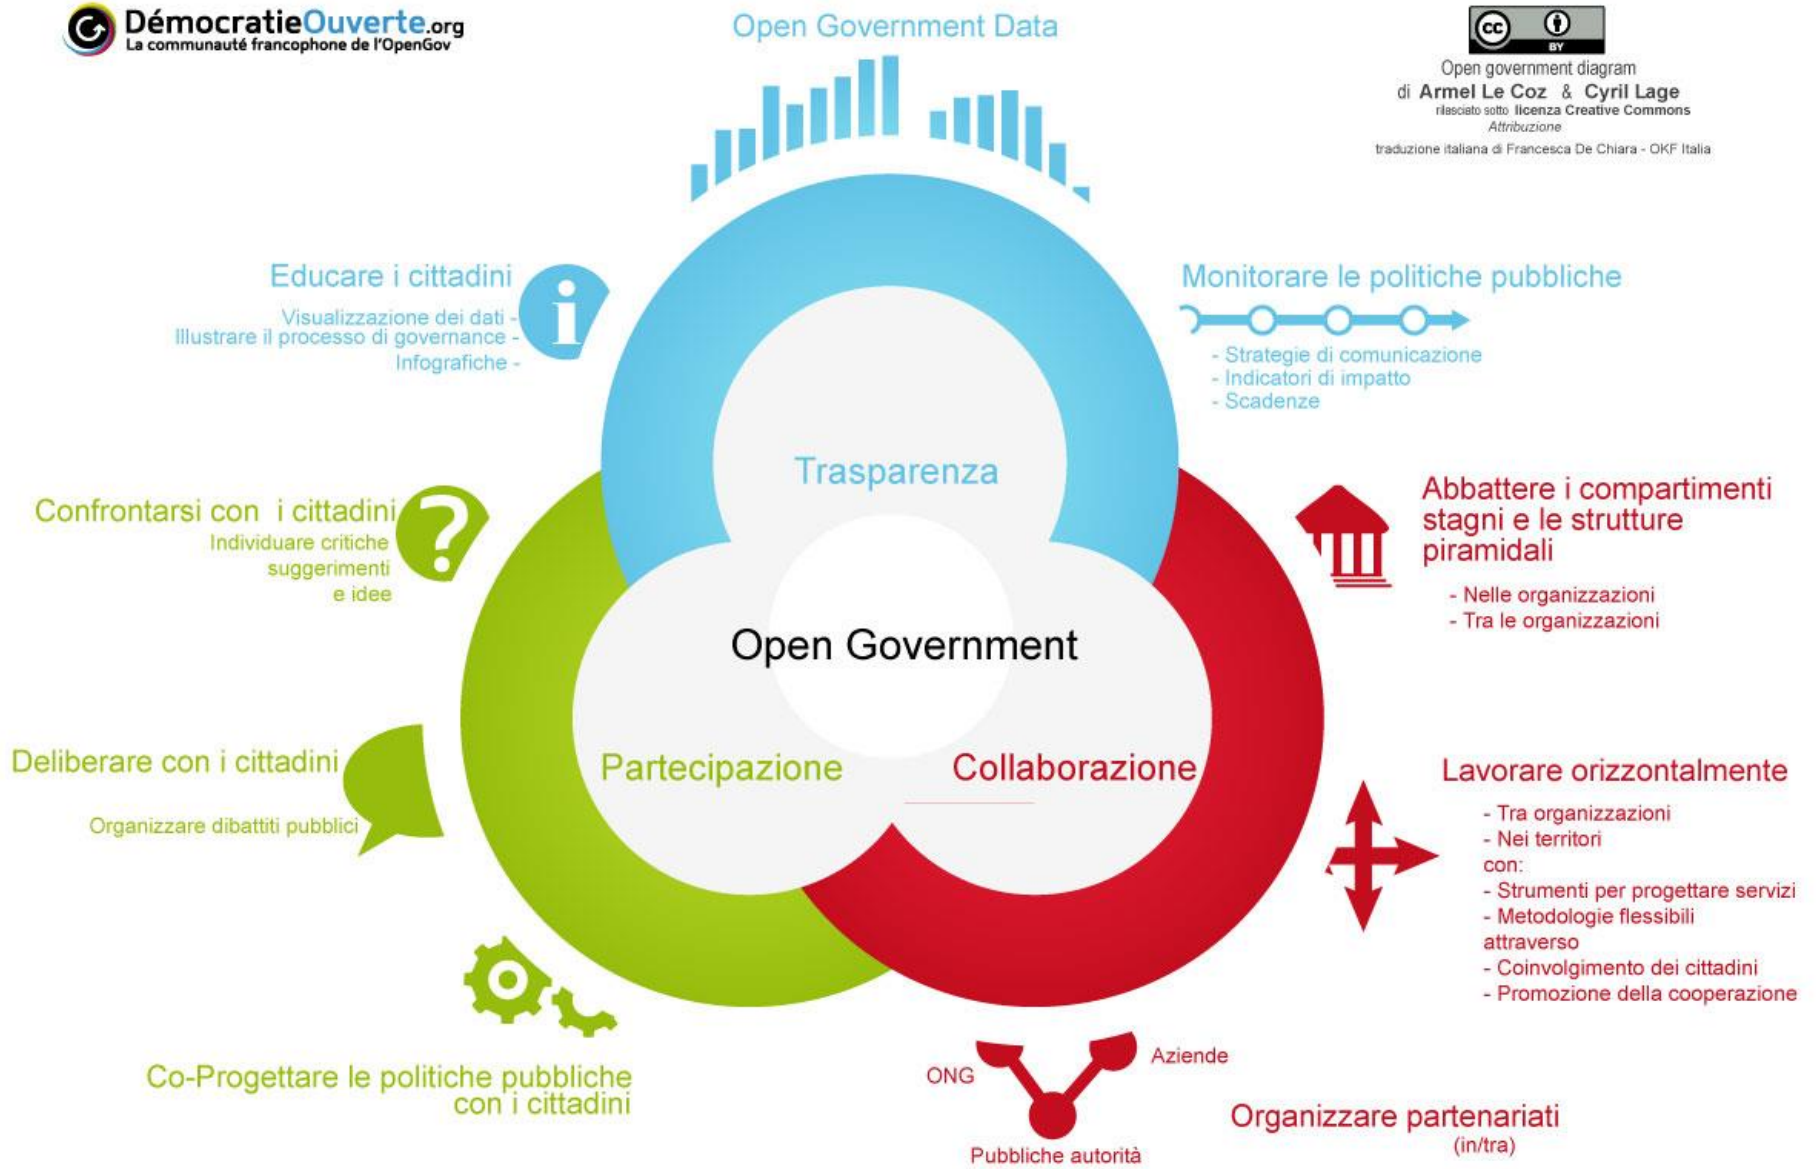 DémocratieOuverte.org
La communauté francophone de l'OpenGov
Open Government Data
cc
BY
Open government diagram
di Armel Le Coz & Cyril Lage
rilasciato sotto licenza Creative Commons
Attribuzione
traduzione italiana di Francesca De Chiara - OKF Italia
Educare i cittadini
Visualizzazione dei dati -
Illustrare il processo di governance -
Infografiche -
i
Monitorare le politiche pubbliche
- Strategie di comunicazione
- Indicatori di impatto
- Scadenze
Trasparenza
Confrontarsi con i cittadini
Individuare critiche
suggerimenti
e idee
?
Abbattere i compartimenti
stagni e le strutture
piramidali
- Nelle organizzazioni
- Tra le organizzazioni
Open Government
Partecipazione
Collaborazione
Deliberare con i cittadini
Organizzare dibattiti pubblici
Lavorare orizzontalmente
- Tra organizzazioni
- Nei territori
con:
- Strumenti per progettare servizi
- Metodologie flessibili
attraverso
- Coinvolgimento dei cittadini
- Promozione della cooperazione
Co-Progettare le politiche pubbliche
con i cittadini
ONG
Aziende
Pubbliche autorità
Organizzare partenariati
(in/tra)